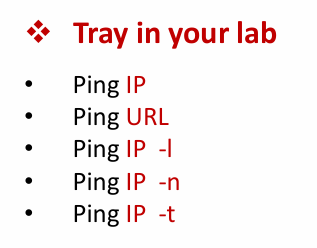 ❖ Tray in your lab
• Ping IP
• Ping URL
• Ping IP -l
• Ping IP -n
• Ping IP -t